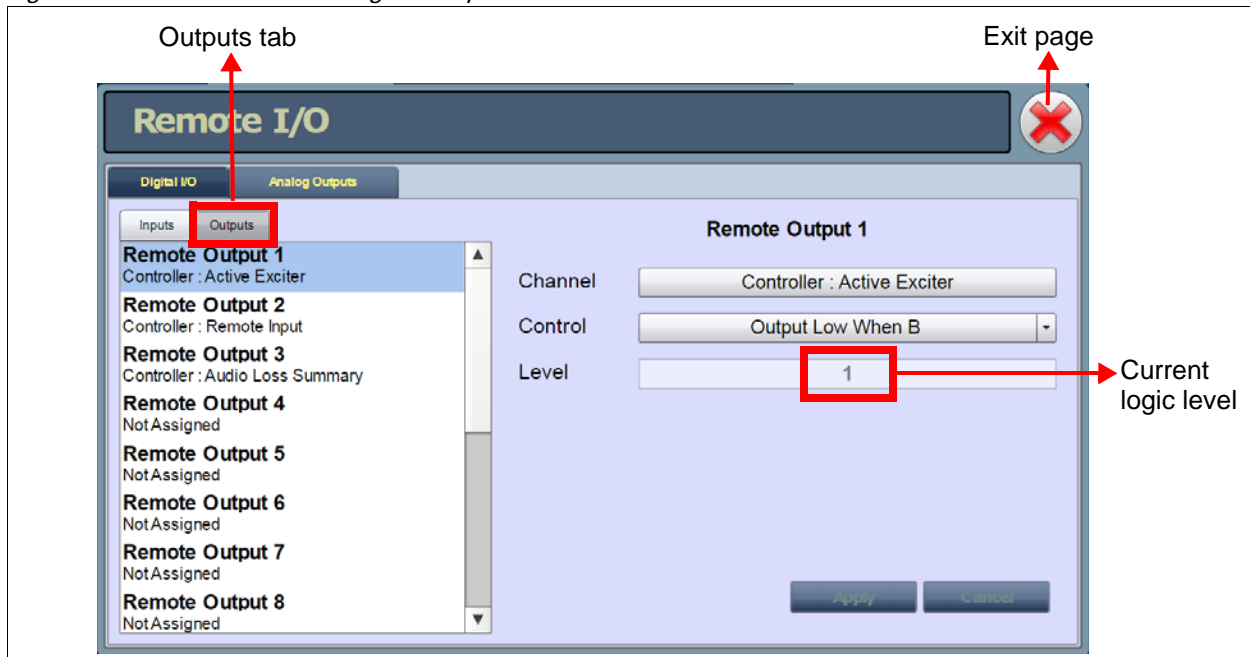 Outputs tab
Exit page
Remote I/O
Digital I/O
Analog Outputs
Inputs
Outputs
Remote Output 1
Remote Output 1
Controller : Active Exciter
Channel
Controller : Active Exciter
Remote Output 2
Controller : Remote Input
Control
Output Low When B
Remote Output 3
Controller : Audio Loss Summary
Level
1
Current
logic level
Remote Output 4
Not Assigned
Remote Output 5
Not Assigned
Remote Output 6
Not Assigned
Remote Output 7
Not Assigned
Remote Output 8
Not Assigned
Apply
Cancel